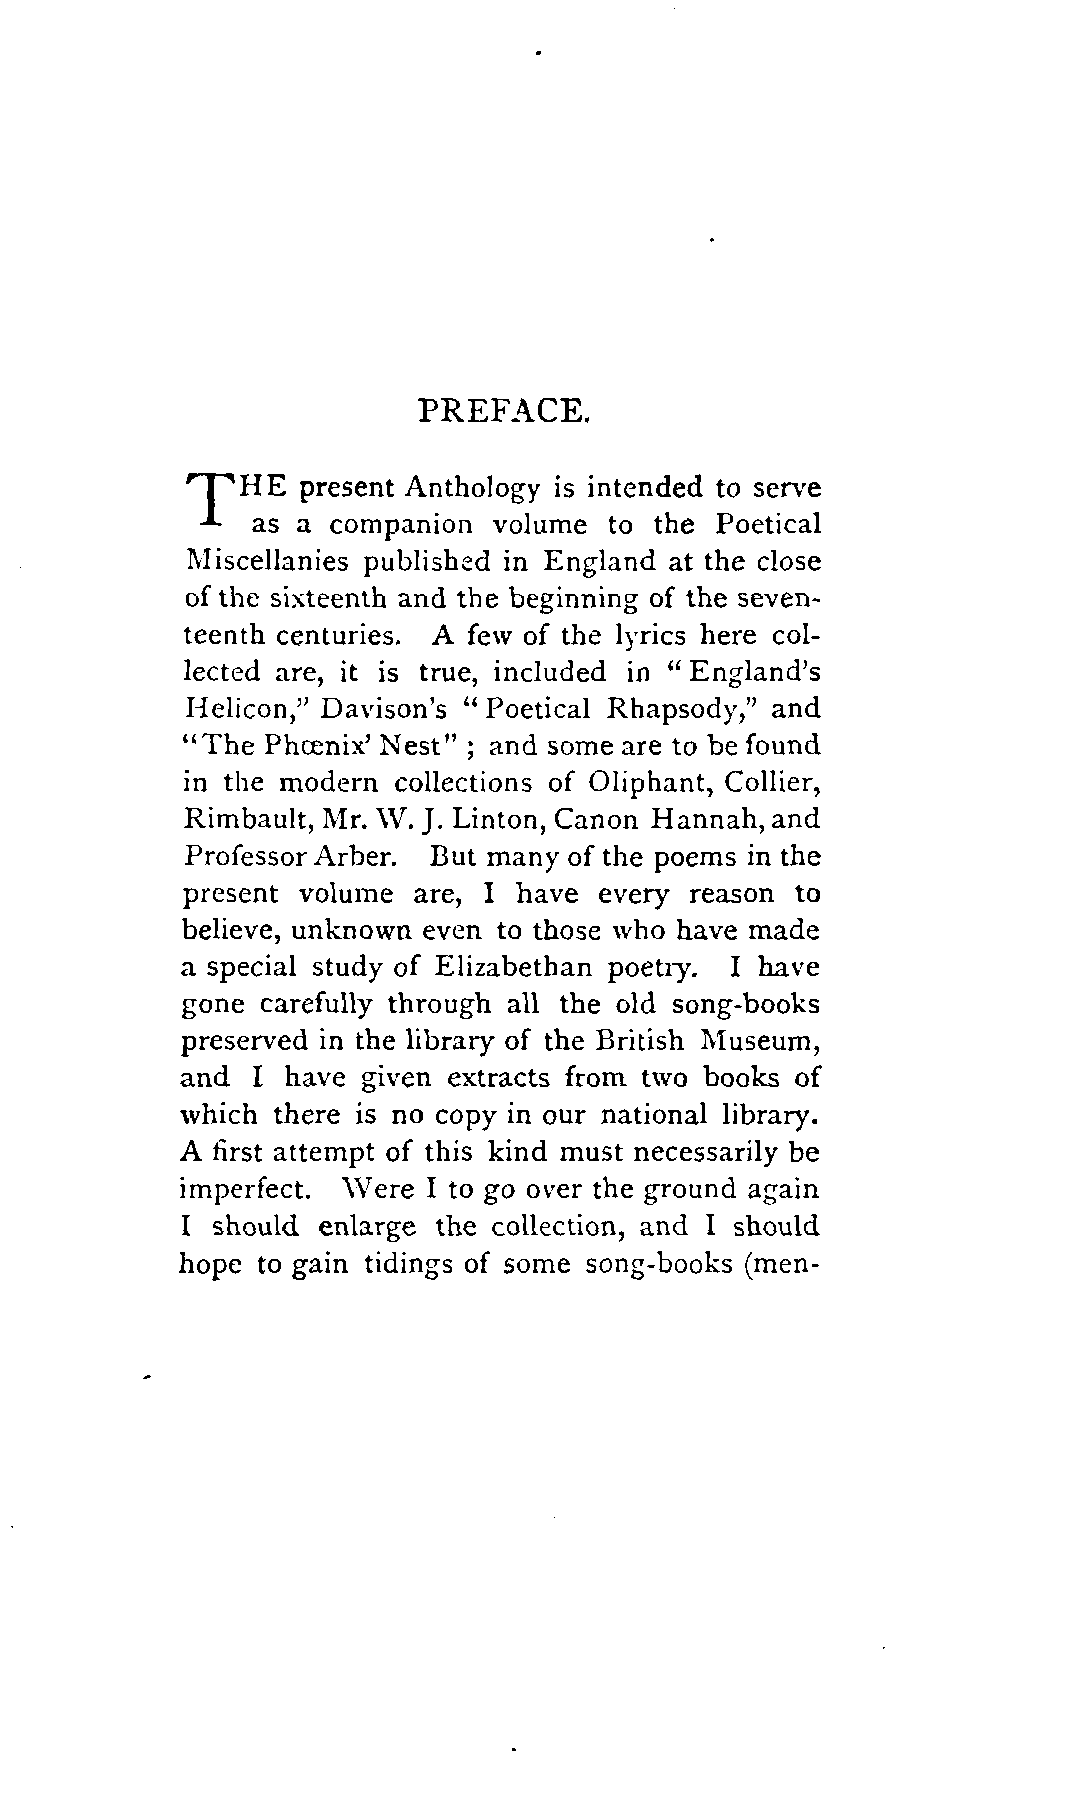 PREFACE.
THE present Anthology is intended to serve
as a companion volume to the Poetical
Miscellanies published in England at the close
of the sixteenth and the beginning of the seven-
teenth centuries. A few of the lyrics here col-
lected are, it is true, included in "England's
Helicon," Davison's "Poetical Rhapsody," and
"The Phœnix' Nest" ; and some are to be found
in the modern collections of Oliphant, Collier,
Rimbault, Mr. W. J. Linton, Canon Hannah, and
Professor Arber. But many of the poems in the
present volume are, I have every reason to
believe, unknown even to those who have made
a special study of Elizabethan poetry. I have
gone carefully through all the old song-books
preserved in the library of the British Museum,
and I have given extracts from two books of
which there is no copy in our national library.
A first attempt of this kind must necessarily be
imperfect. Were I to go over the ground again
I should enlarge the collection, and I should
hope to gain tidings of some song-books (men-